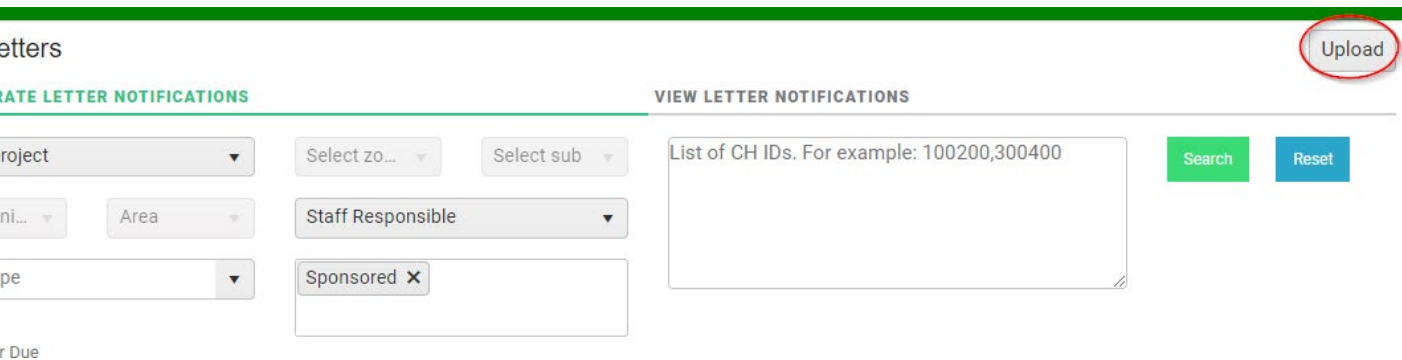 etters
Upload
RATE LETTER NOTIFICATIONS
VIEW LETTER NOTIFICATIONS
roject
Select zo...
Select sub
List of CH IDs. For example: 100200,300400
Search
Reset
ni...
Area
Staff Responsible
pe
Sponsored ✕
r Due